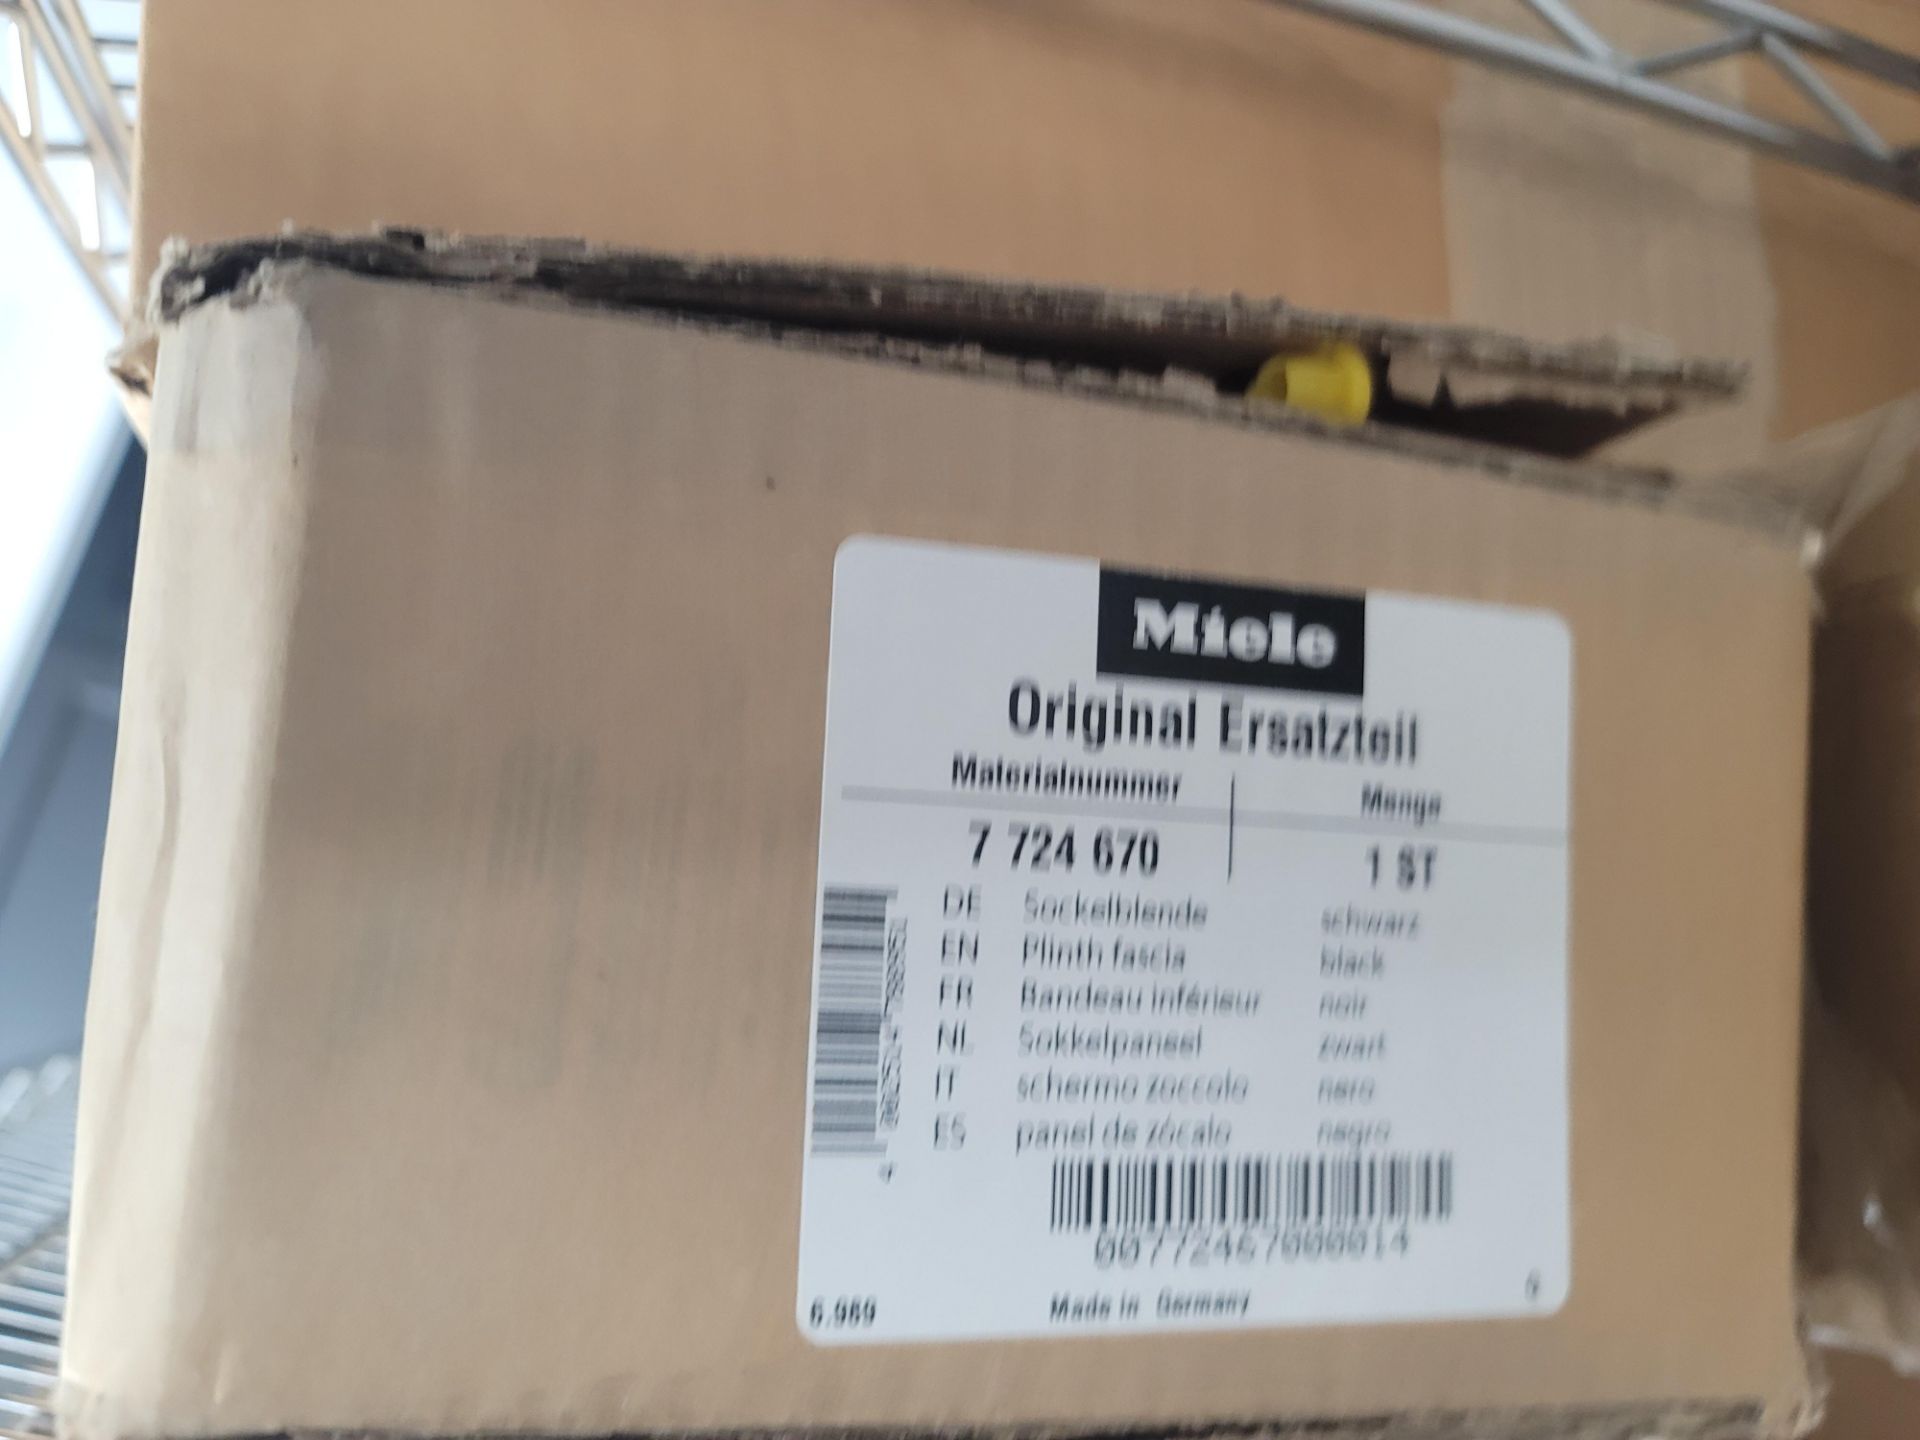 Miele
Original Ersatzteil
Materialnummer Menge
7 724 670 1 ST
DE Sockelblende schwarz
EN Plinth fascia black
FR Bandeau inférieur noir
NL Sokkelpaneel zwart
IT schermo zoccolo nero
ES panel de zócalo negro
00772467000014
6.989 Made in Germany